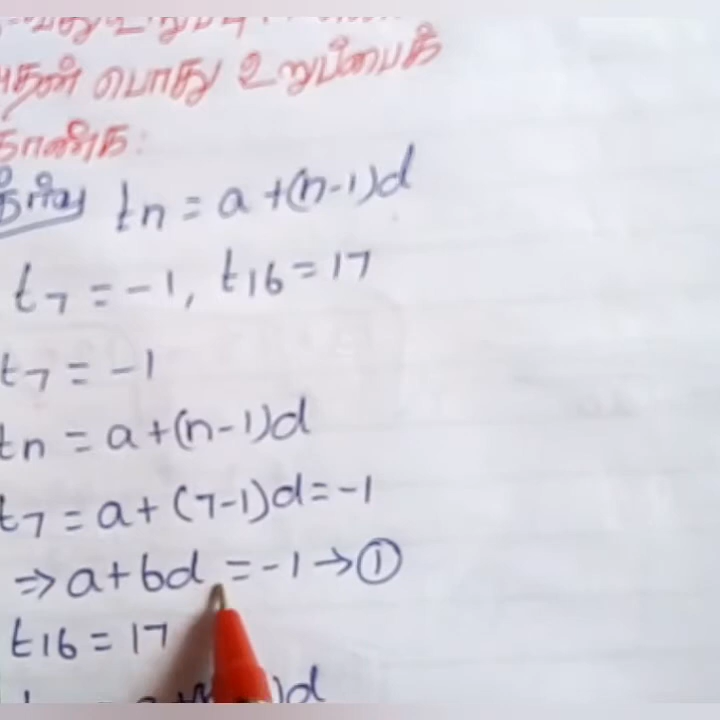 பொது உறுப்பைக்
காண்க:
தீர்வு tn = a +(n-1)d
t7 = -1, t16 = 17
t7 = -1
tn = a+(n-1)d
t7 = a+(7-1)d=-1
⇒ a+6d = -1 → ①
t16 = 17